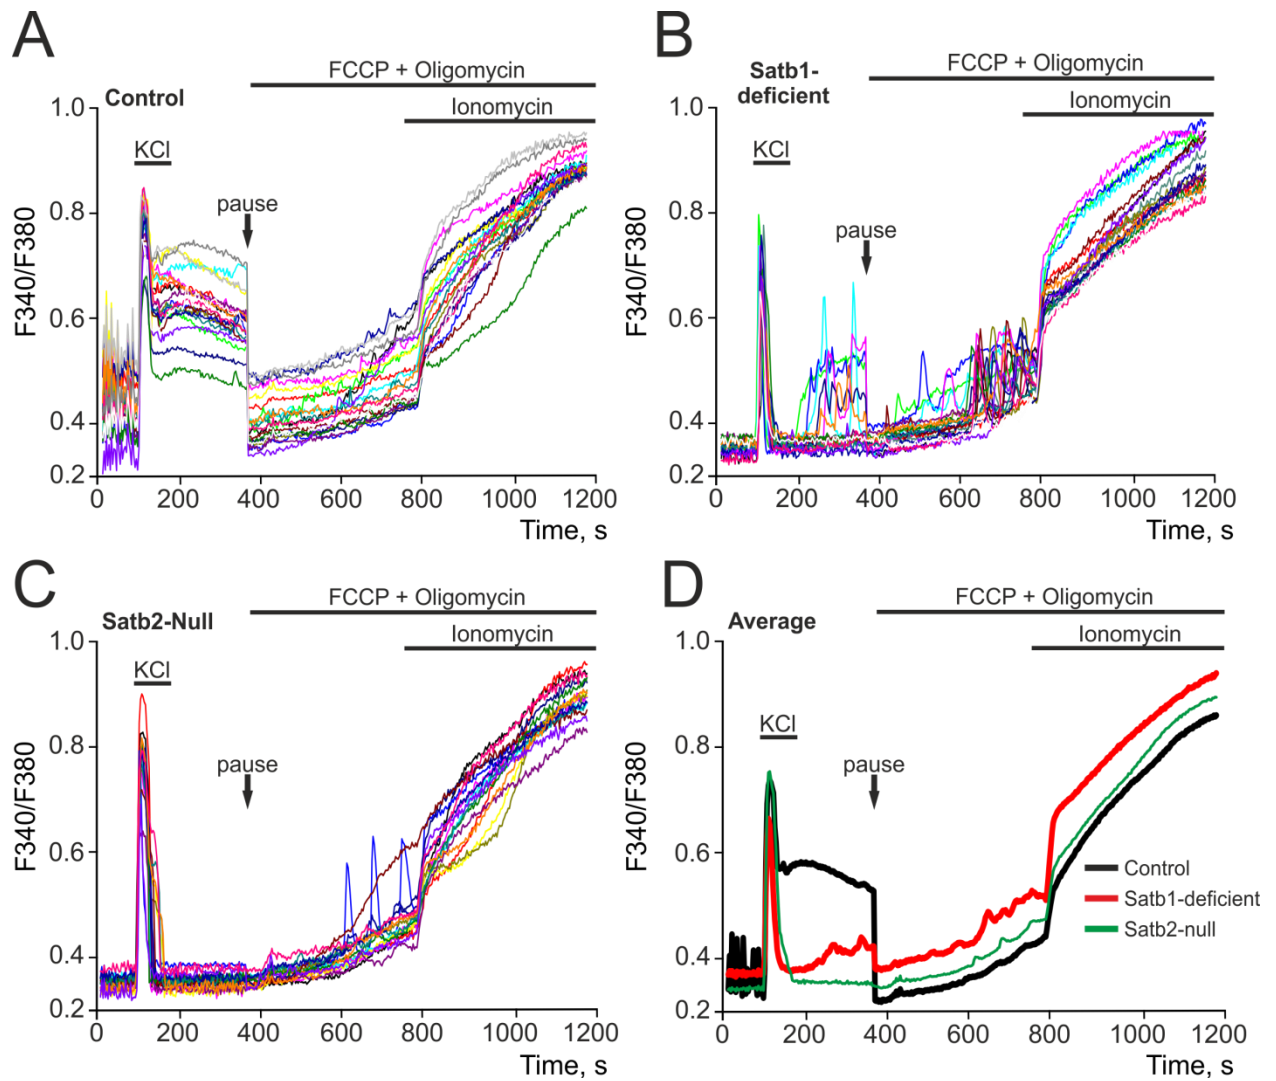 A
FCCP + Oligomycin
Control
Ionomycin
KCl
pause
F340/F380
1.0
0.8
0.6
0.4
0.2
0
200
400
600
800
1000
1200
Time, s
B
FCCP + Oligomycin
Satb1-
deficient
Ionomycin
KCl
pause
F340/F380
1.0
0.8
0.6
0.4
0.2
0
200
400
600
800
1000
1200
Time, s
C
FCCP + Oligomycin
Satb2-Null
Ionomycin
KCl
pause
F340/F380
1.0
0.8
0.6
0.4
0.2
0
200
400
600
800
1000
1200
Time, s
D
FCCP + Oligomycin
Average
Ionomycin
KCl
pause
F340/F380
1.0
0.8
0.6
0.4
0.2
Control
Satb1-deficient
Satb2-null
0
200
400
600
800
1000
1200
Time, s